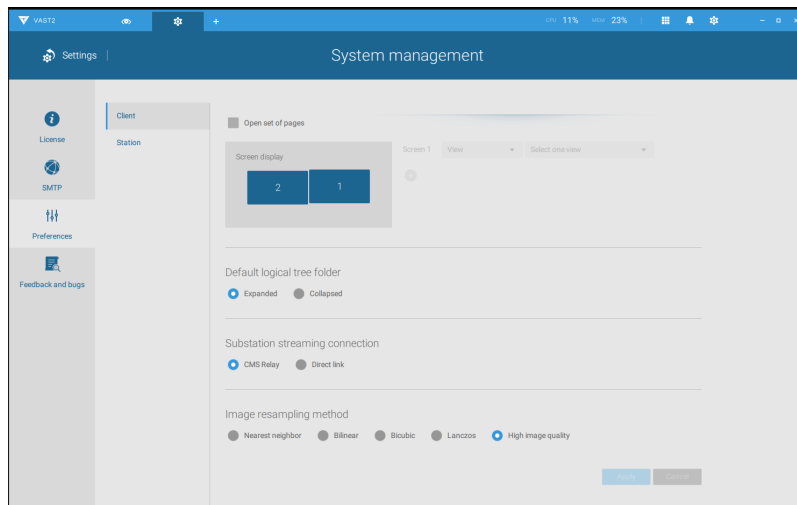 VAST2
CPU 11% MEM 23%
Settings
System management
License
SMTP
Preferences
Feedback and bugs
Client
Station
Open set of pages
Screen display
2
1
Screen 1 View Select one view
Default logical tree folder
Expanded Collapsed
Substation streaming connection
CMS Relay Direct link
Image resampling method
Nearest neighbor Bilinear Bicubic Lanczos High image quality
Apply Cancel